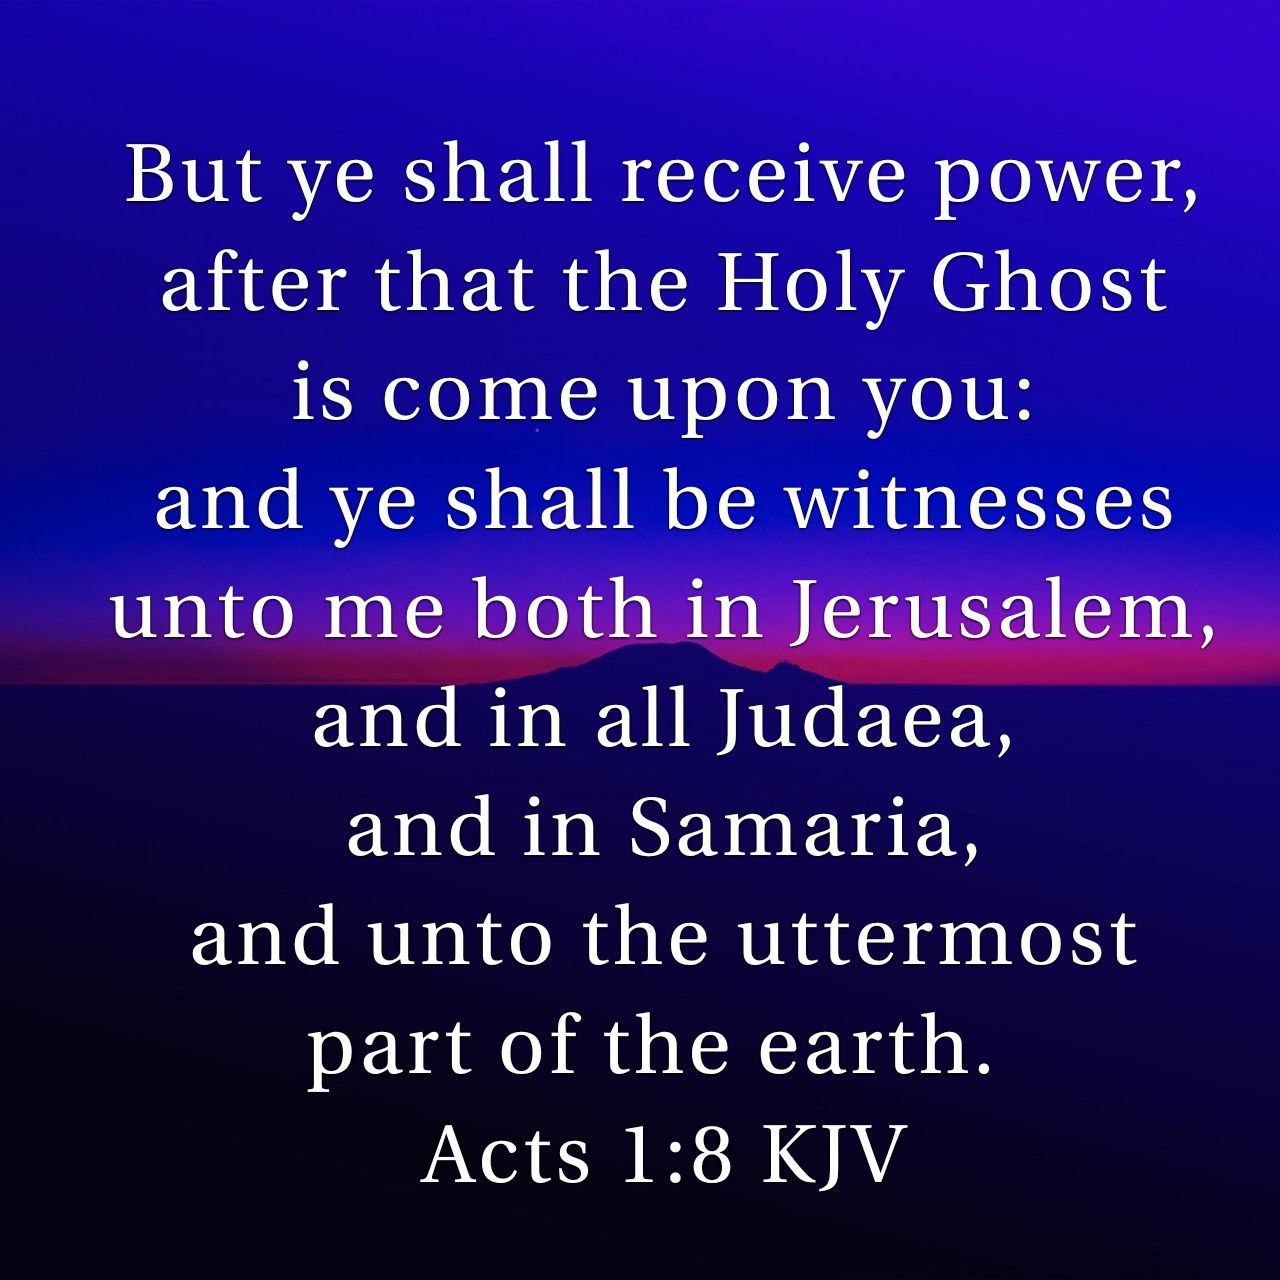 But ye shall receive power,
after that the Holy Ghost
is come upon you:
and ye shall be witnesses
unto me both in Jerusalem,
and in all Judaea,
and in Samaria,
and unto the uttermost
part of the earth.
Acts 1:8 KJV